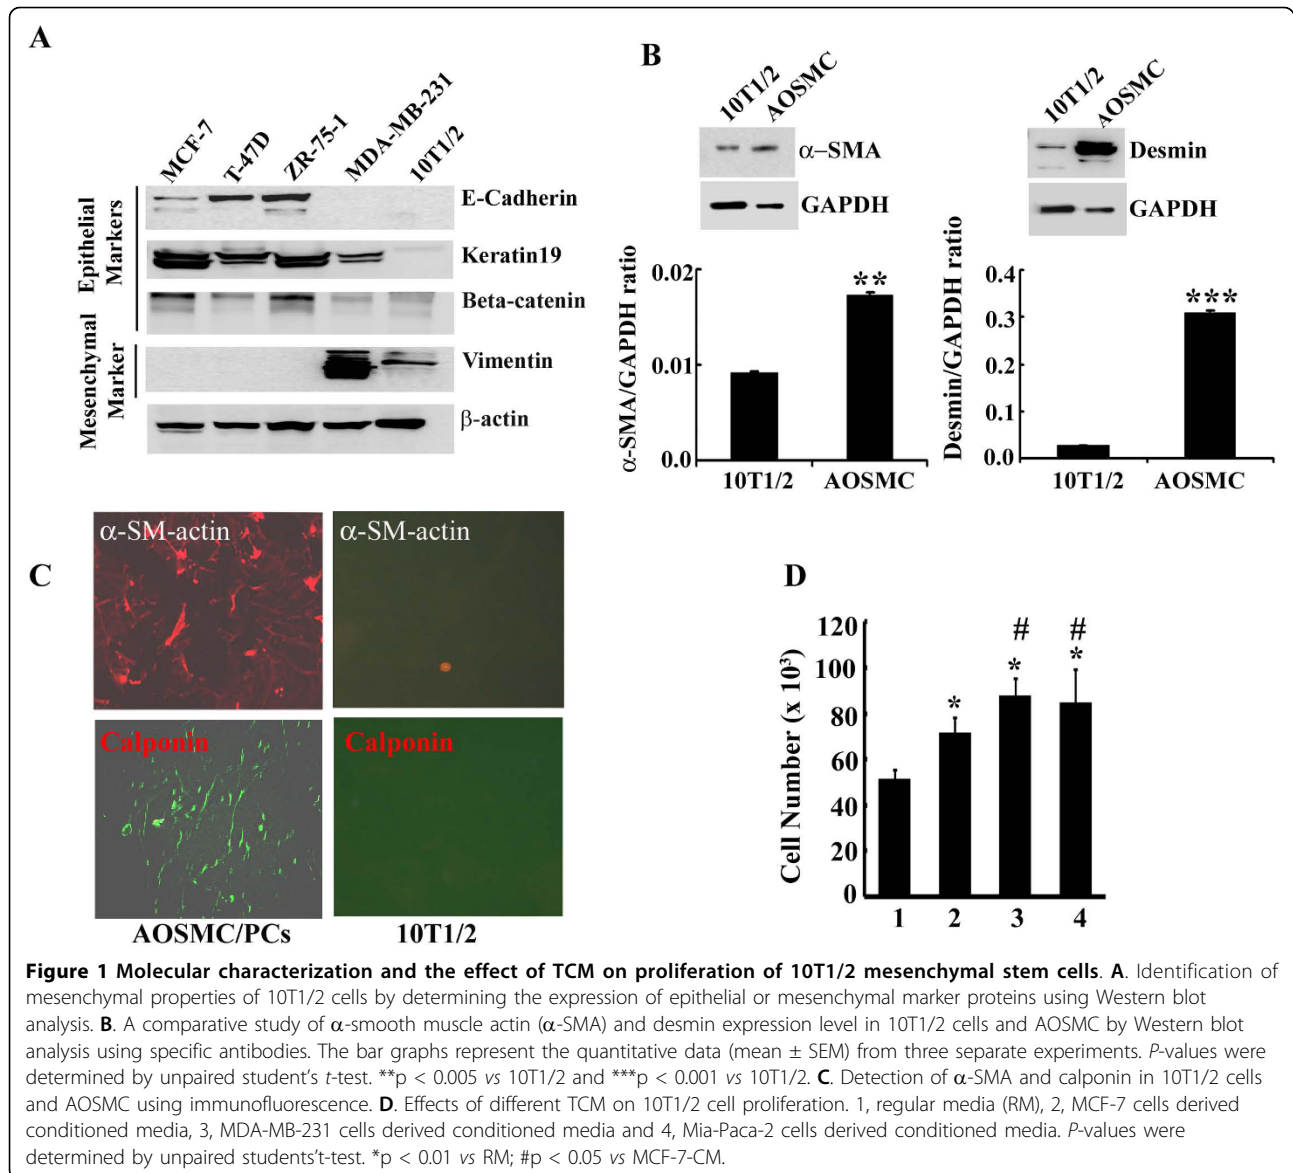 A
MCF-7
T-47D
ZR-75-1
MDA-MB-231
10T1/2
Epithelial
Markers
Mesenchymal
Marker
E-Cadherin
Keratin19
Beta-catenin
Vimentin
β-actin
B
10T1/2
AOSMC
α-SMA
GAPDH
α-SMA/GAPDH ratio
0.02
0.01
0.0
**
10T1/2
AOSMC
10T1/2
AOSMC
Desmin
GAPDH
Desmin/GAPDH ratio
0.4
0.3
0.2
0.1
0.0
***
10T1/2
AOSMC
C
α-SM-actin
α-SM-actin
Calponin
Calponin
AOSMC/PCs
10T1/2
D
Cell Number (x 10³)
120
100
80
60
40
20
0
*
#
*
#
*
1 2 3 4
Figure 1 Molecular characterization and the effect of TCM on proliferation of 10T1/2 mesenchymal stem cells. A. Identification of
mesenchymal properties of 10T1/2 cells by determining the expression of epithelial or mesenchymal marker proteins using Western blot
analysis. B. A comparative study of α-smooth muscle actin (α-SMA) and desmin expression level in 10T1/2 cells and AOSMC by Western blot
analysis using specific antibodies. The bar graphs represent the quantitative data (mean ± SEM) from three separate experiments. P-values were
determined by unpaired student's t-test. **p < 0.005 vs 10T1/2 and ***p < 0.001 vs 10T1/2. C. Detection of α-SMA and calponin in 10T1/2 cells
and AOSMC using immunofluorescence. D. Effects of different TCM on 10T1/2 cell proliferation. 1, regular media (RM), 2, MCF-7 cells derived
conditioned media, 3, MDA-MB-231 cells derived conditioned media and 4, Mia-Paca-2 cells derived conditioned media. P-values were
determined by unpaired students't-test. *p < 0.01 vs RM; #p < 0.05 vs MCF-7-CM.